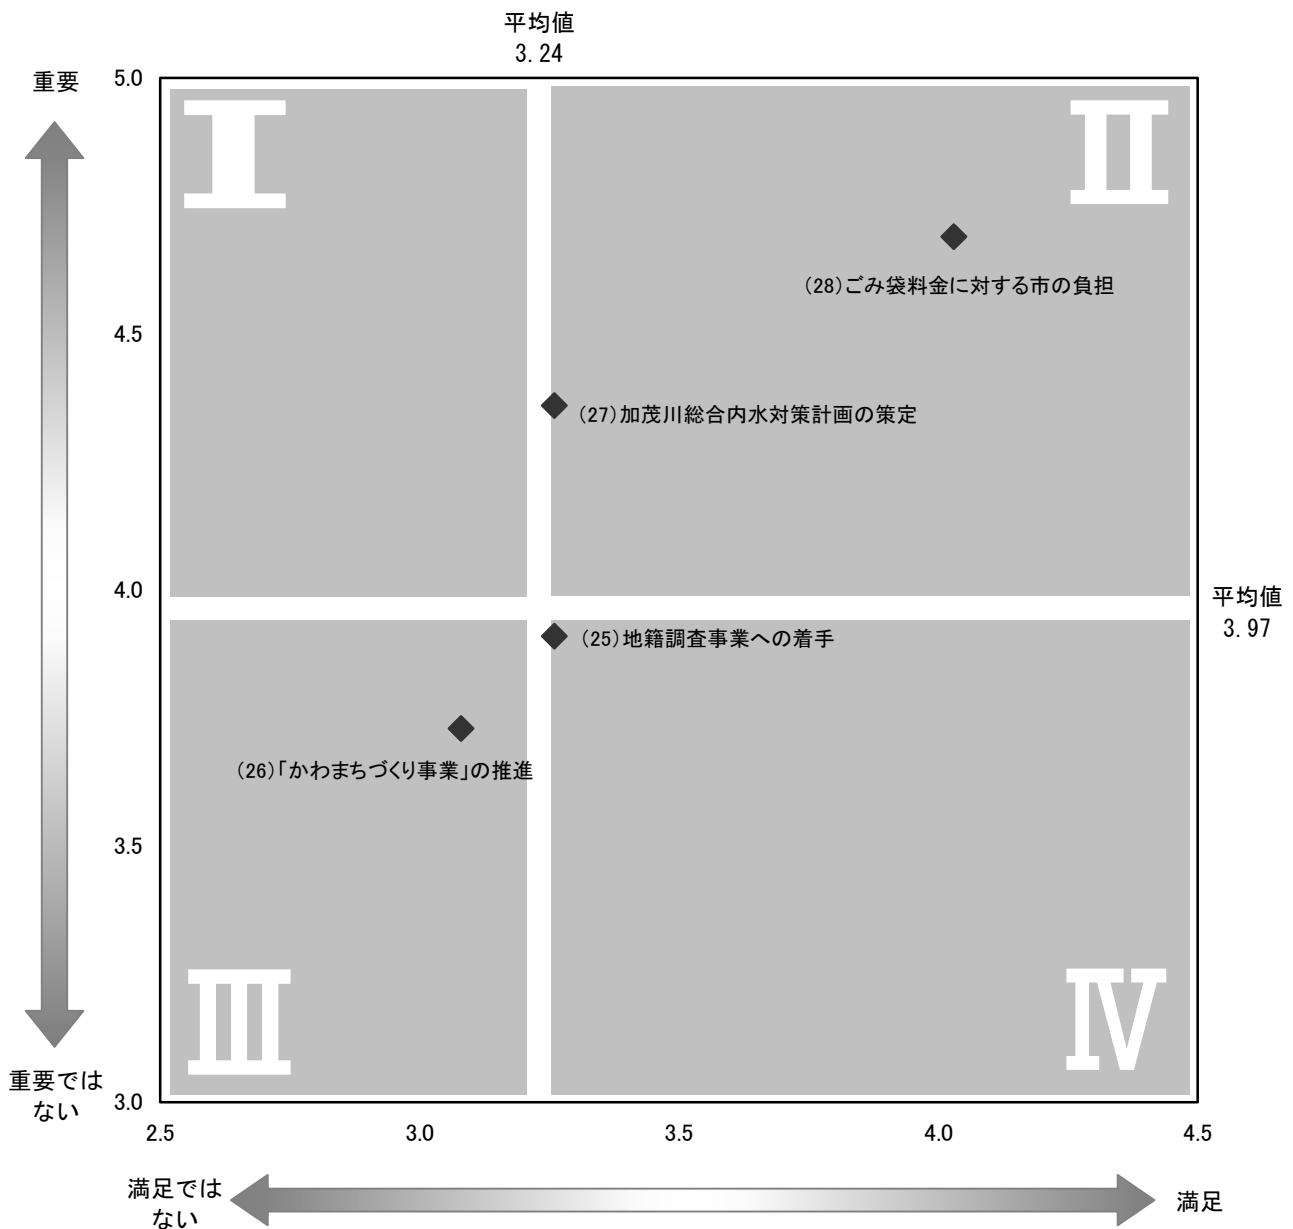 平均値
3.24
重要
5.0
Ⅰ
Ⅱ
(28)ごみ袋料金に対する市の負担
4.5
(27)加茂川総合内水対策計画の策定
4.0
平均値
3.97
(25)地籍調査事業への着手
(26)「かわまちづくり事業」の推進
3.5
Ⅲ
Ⅳ
重要では
ない
3.0
2.5
3.0
3.5
4.0
4.5
満足では
ない
満足